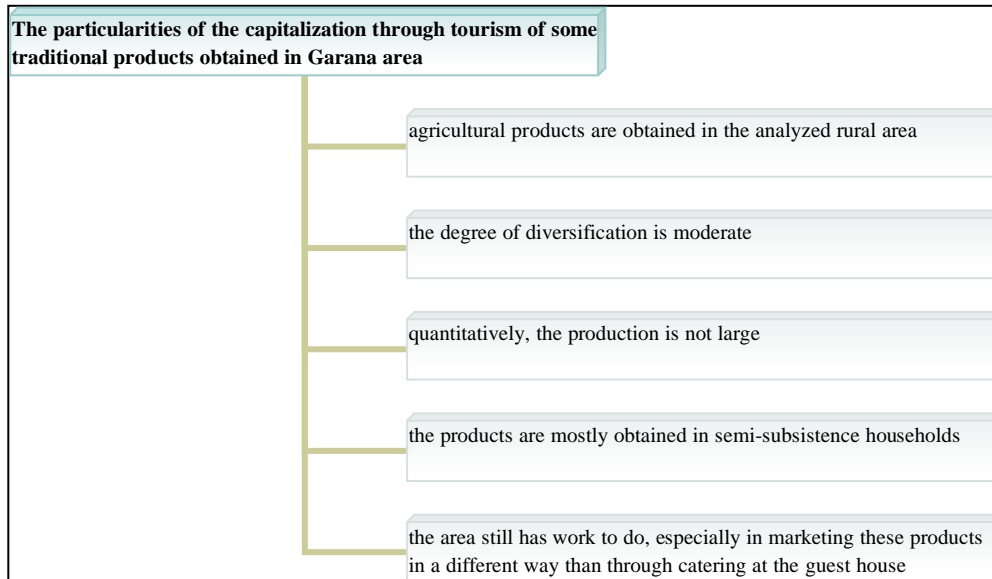 The particularities of the capitalization through tourism of some
traditional products obtained in Garana area
agricultural products are obtained in the analyzed rural area
the degree of diversification is moderate
quantitatively, the production is not large
the products are mostly obtained in semi-subsistence households
the area still has work to do, especially in marketing these products
in a different way than through catering at the guest house